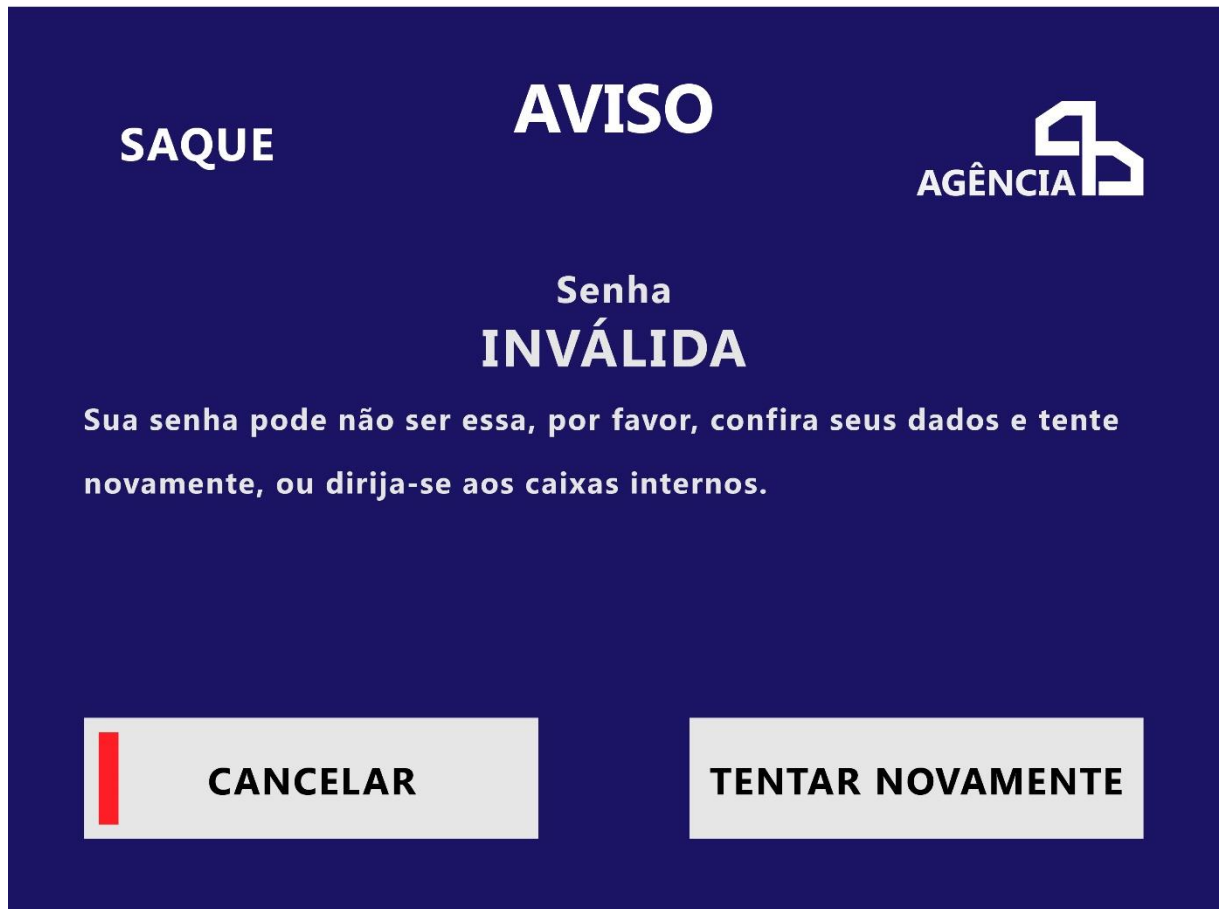 AVISO
SAQUE
AGÊNCIA
Senha
INVÁLIDA
Sua senha pode não ser essa, por favor, confira seus dados e tente
novamente, ou dirija-se aos caixas internos.
CANCELAR
TENTAR NOVAMENTE